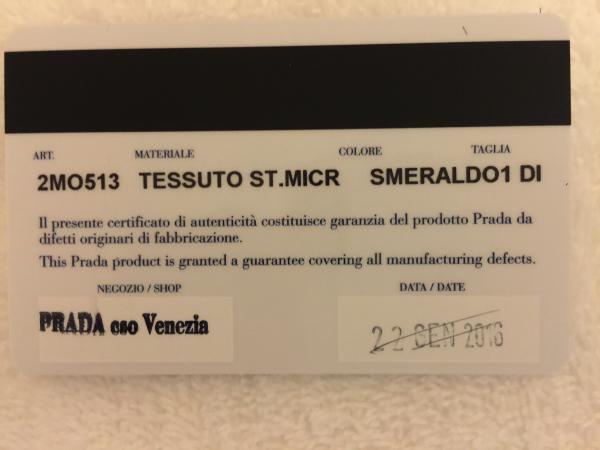 ART. MATERIALE COLORE TAGLIA
2MO513 TESSUTO ST.MICR SMERALDO1 DI
Il presente certificato di autenticità costituisce garanzia del prodotto Prada da
difetti originari di fabbricazione.
This Prada product is granted a guarantee covering all manufacturing defects.
NEGOZIO / SHOP DATA / DATE
PRADA cso Venezia 22 GEN 2016